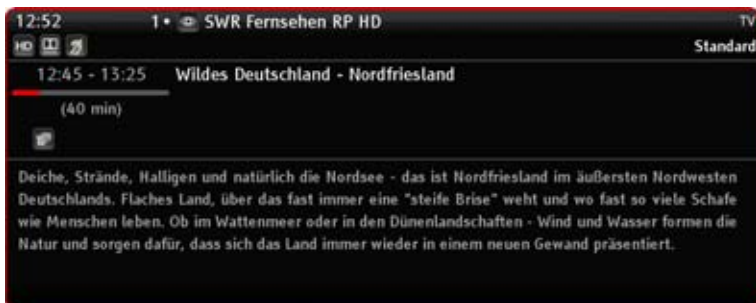 12:52 1• SWR Fernsehen RP HD TV
HD Standard
12:45 - 13:25 Wildes Deutschland - Nordfriesland
(40 min)
Deiche, Strände, Halligen und natürlich die Nordsee - das ist Nordfriesland im äußersten Nordwesten
Deutschlands. Flaches Land, über das fast immer eine "steife Brise" weht und wo fast so viele Schafe
wie Menschen leben. Ob im Wattenmeer oder in den Dünenlandschaften - Wind und Wasser formen die
Natur und sorgen dafür, dass sich das Land immer wieder in einem neuen Gewand präsentiert.